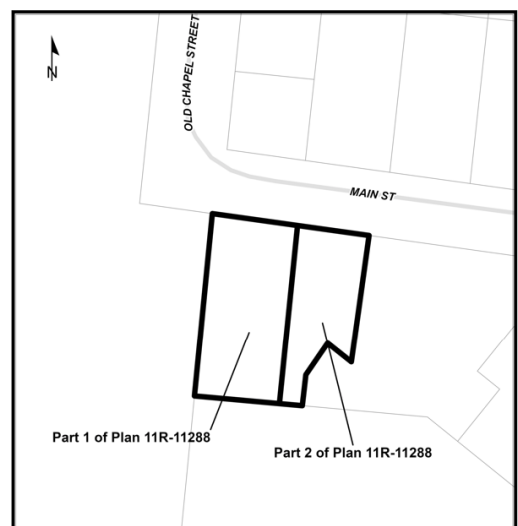 N
OLD CHAPEL STREET
MAIN ST
Part 1 of Plan 11R-11288
Part 2 of Plan 11R-11288